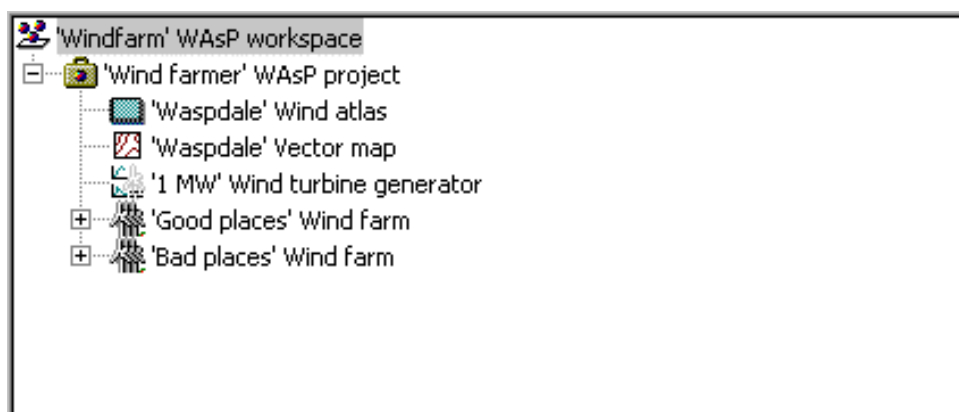 'Windfarm' WAsP workspace
'Wind farmer' WAsP project
'Waspdale' Wind atlas
'Waspdale' Vector map
'1 MW' Wind turbine generator
'Good places' Wind farm
'Bad places' Wind farm